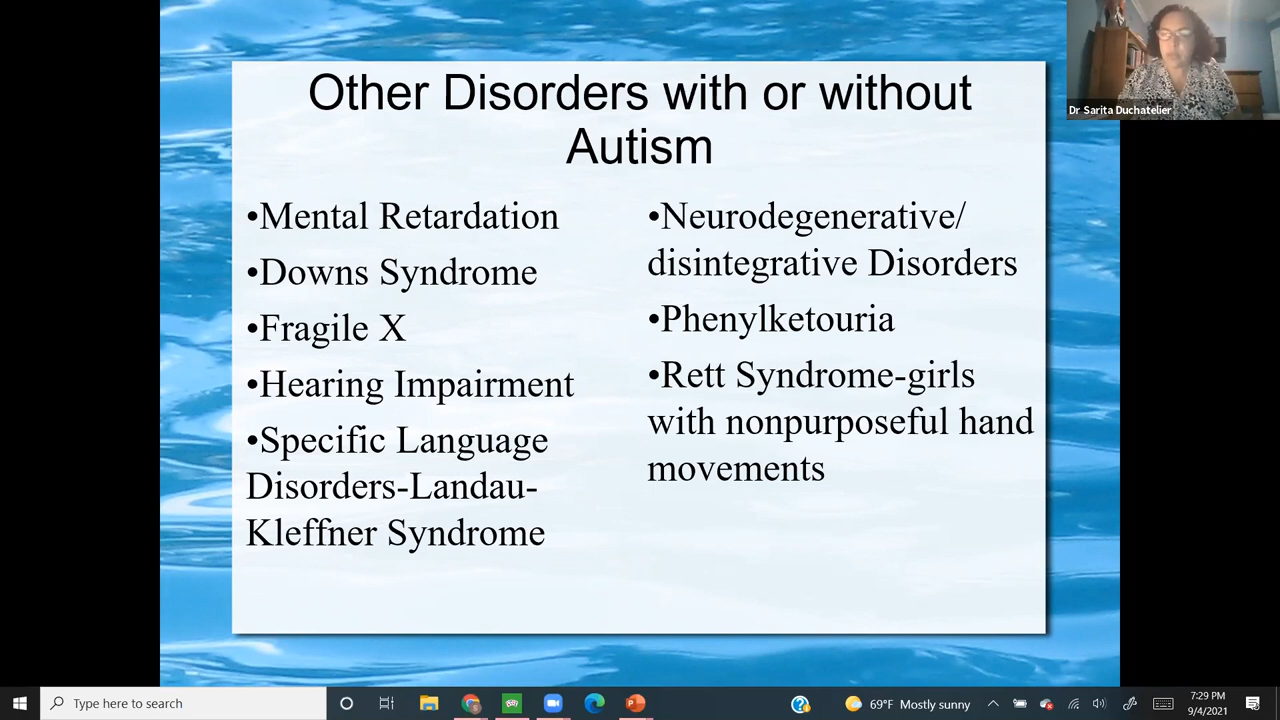 Other Disorders with or without
Autism
•Mental Retardation
•Downs Syndrome
•Fragile X
•Hearing Impairment
•Specific Language
Disorders-Landau-
Kleffner Syndrome
•Neurodegenerative/
disintegrative Disorders
•Phenylketouria
•Rett Syndrome-girls
with nonpurposeful hand
movements
Dr Sarita Duchatelier
Type here to search
69°F Mostly sunny
7:29 PM
9/4/2021